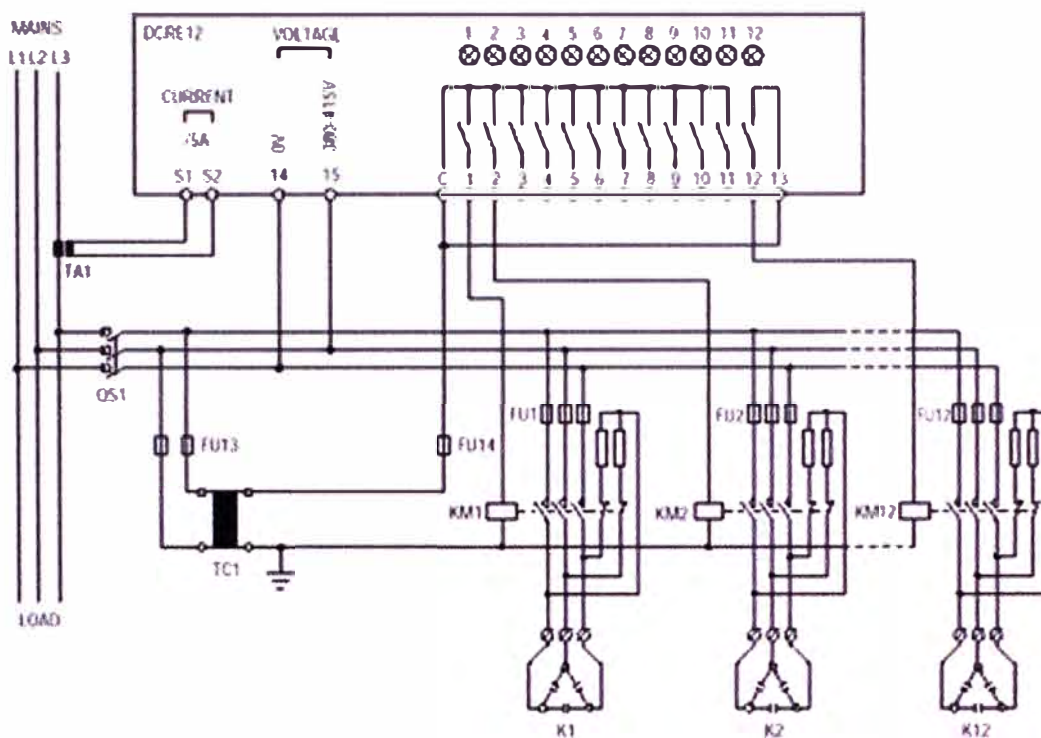 MAINS
L1 L2 L3
DCRE12
VOLTAGE
1 2 3 4 5 6 7 8 9 10 11 12
CURRENT
/5A
S1 S2 14 15 C 1 2 3 4 5 6 7 8 9 10 11 12 13
TA1
QS1
FU1 FU2 FU12
FU13 FU14
KM1 KM2 KM12
TC1
LOAD
K1 K2 K12